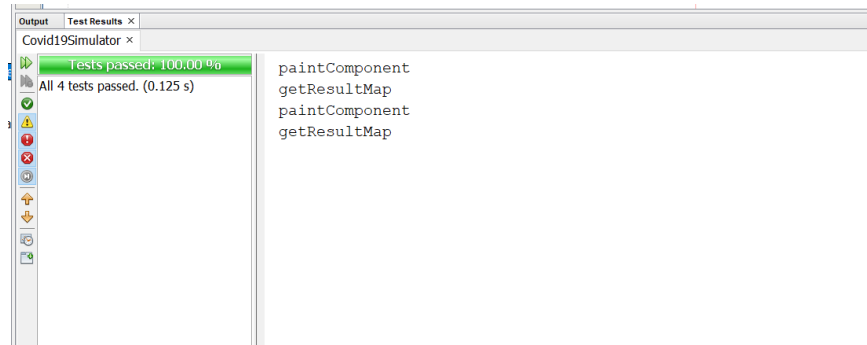 Output Test Results ×
Covid19Simulator ×
Tests passed: 100.00 %
All 4 tests passed. (0.125 s)
paintComponent
getResultMap
paintComponent
getResultMap